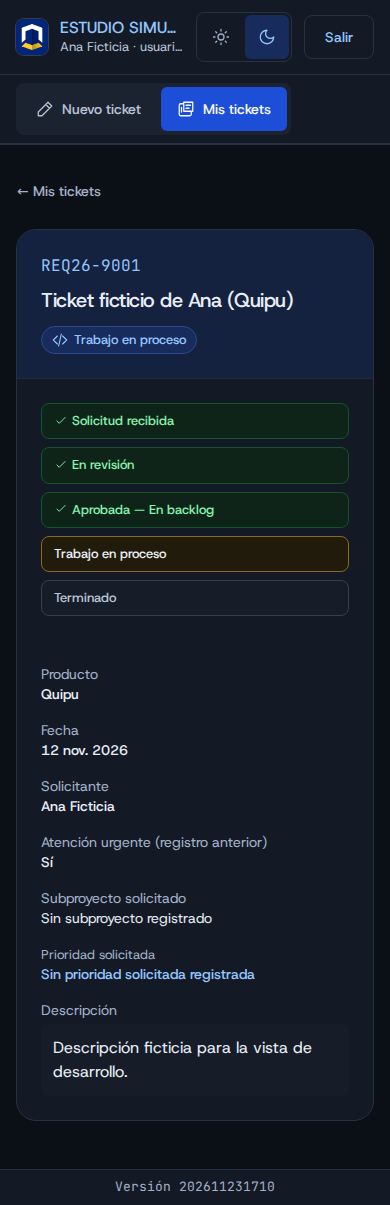 ESTUDIO SIMU...
Ana Ficticia · usuari...
Salir
Nuevo ticket
Mis tickets
← Mis tickets
REQ26-9001
Ticket ficticio de Ana (Quipu)
Trabajo en proceso
Solicitud recibida
En revisión
Aprobada — En backlog
Trabajo en proceso
Terminado
Producto
Quipu
Fecha
12 nov. 2026
Solicitante
Ana Ficticia
Atención urgente (registro anterior)
Sí
Subproyecto solicitado
Sin subproyecto registrado
Prioridad solicitada
Sin prioridad solicitada registrada
Descripción
Descripción ficticia para la vista de
desarrollo.
Versión 202611231710